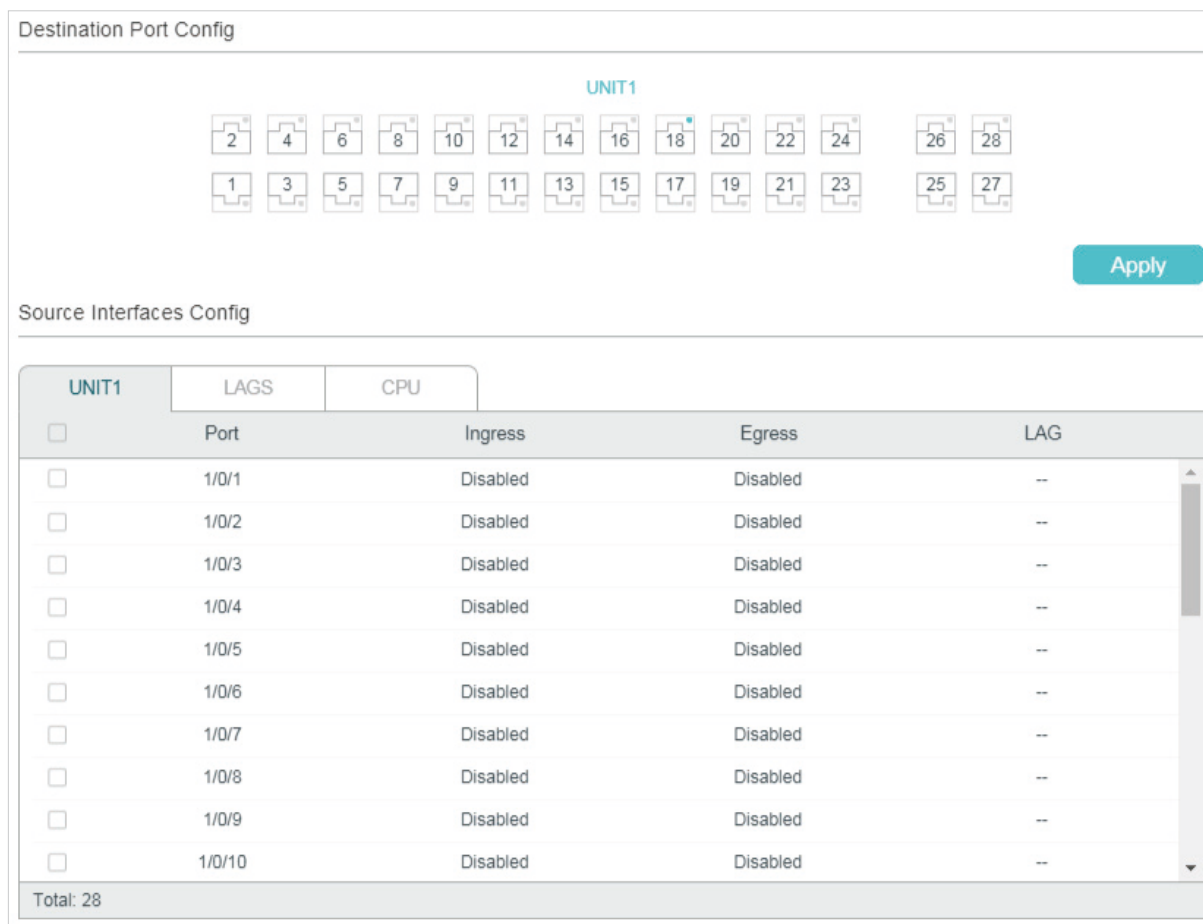 Destination Port Config
UNIT1
2 4 6 8 10 12 14 16 18 20 22 24 26 28
1 3 5 7 9 11 13 15 17 19 21 23 25 27
Apply
Source Interfaces Config
UNIT1 LAGS CPU
Port Ingress Egress LAG
1/0/1 Disabled Disabled --
1/0/2 Disabled Disabled --
1/0/3 Disabled Disabled --
1/0/4 Disabled Disabled --
1/0/5 Disabled Disabled --
1/0/6 Disabled Disabled --
1/0/7 Disabled Disabled --
1/0/8 Disabled Disabled --
1/0/9 Disabled Disabled --
1/0/10 Disabled Disabled --
Total: 28